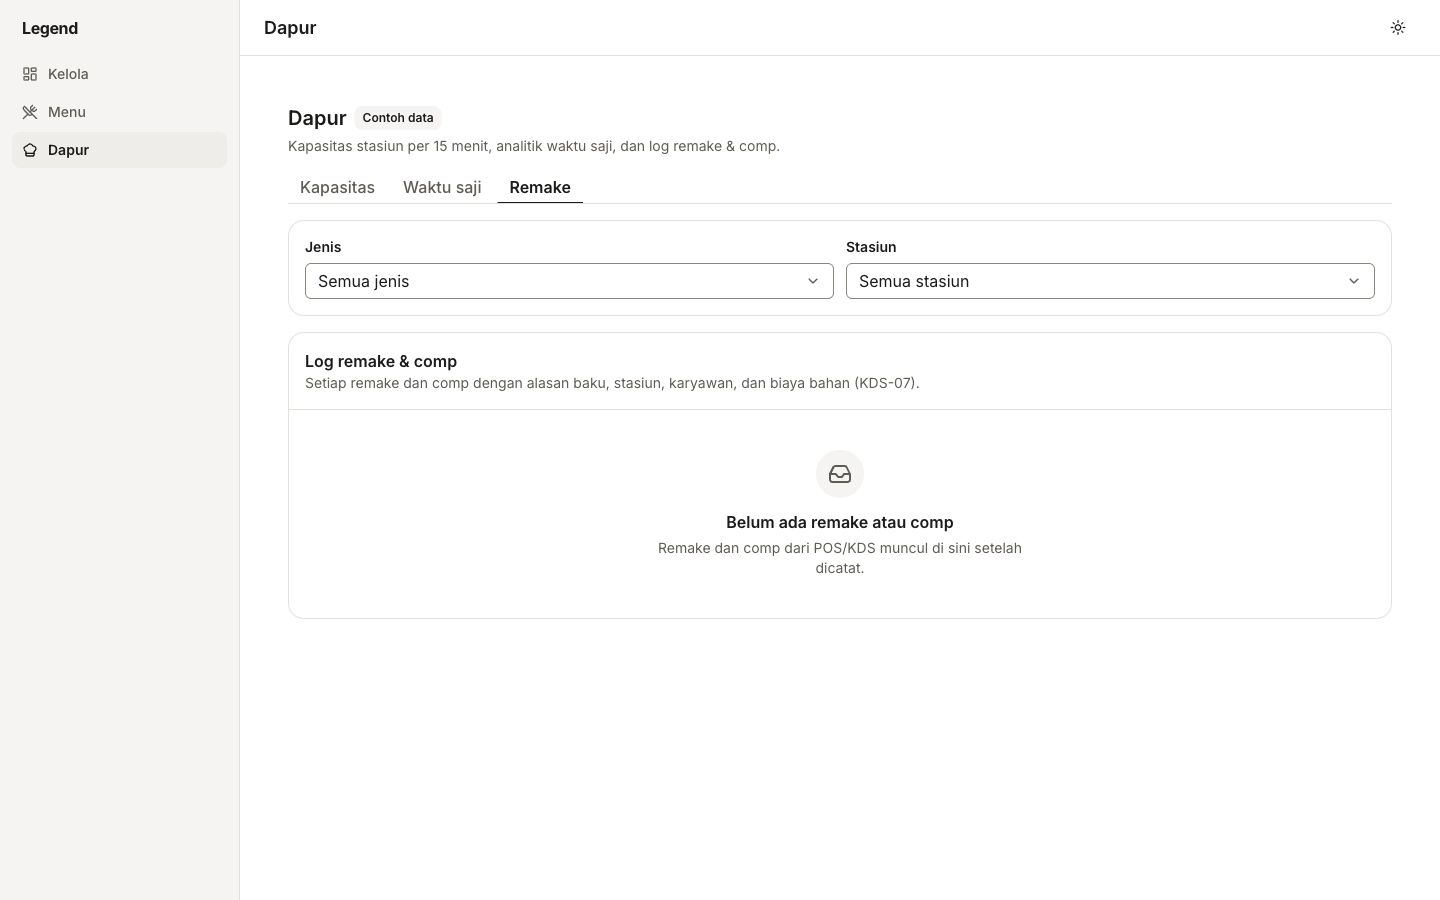 Legend
Kelola
Menu
Dapur
Dapur
Dapur Contoh data
Kapasitas stasiun per 15 menit, analitik waktu saji, dan log remake & comp.
Kapasitas Waktu saji Remake
Jenis Stasiun
Semua jenis Semua stasiun
Log remake & comp
Setiap remake dan comp dengan alasan baku, stasiun, karyawan, dan biaya bahan (KDS-07).
Belum ada remake atau comp
Remake dan comp dari POS/KDS muncul di sini setelah
dicatat.